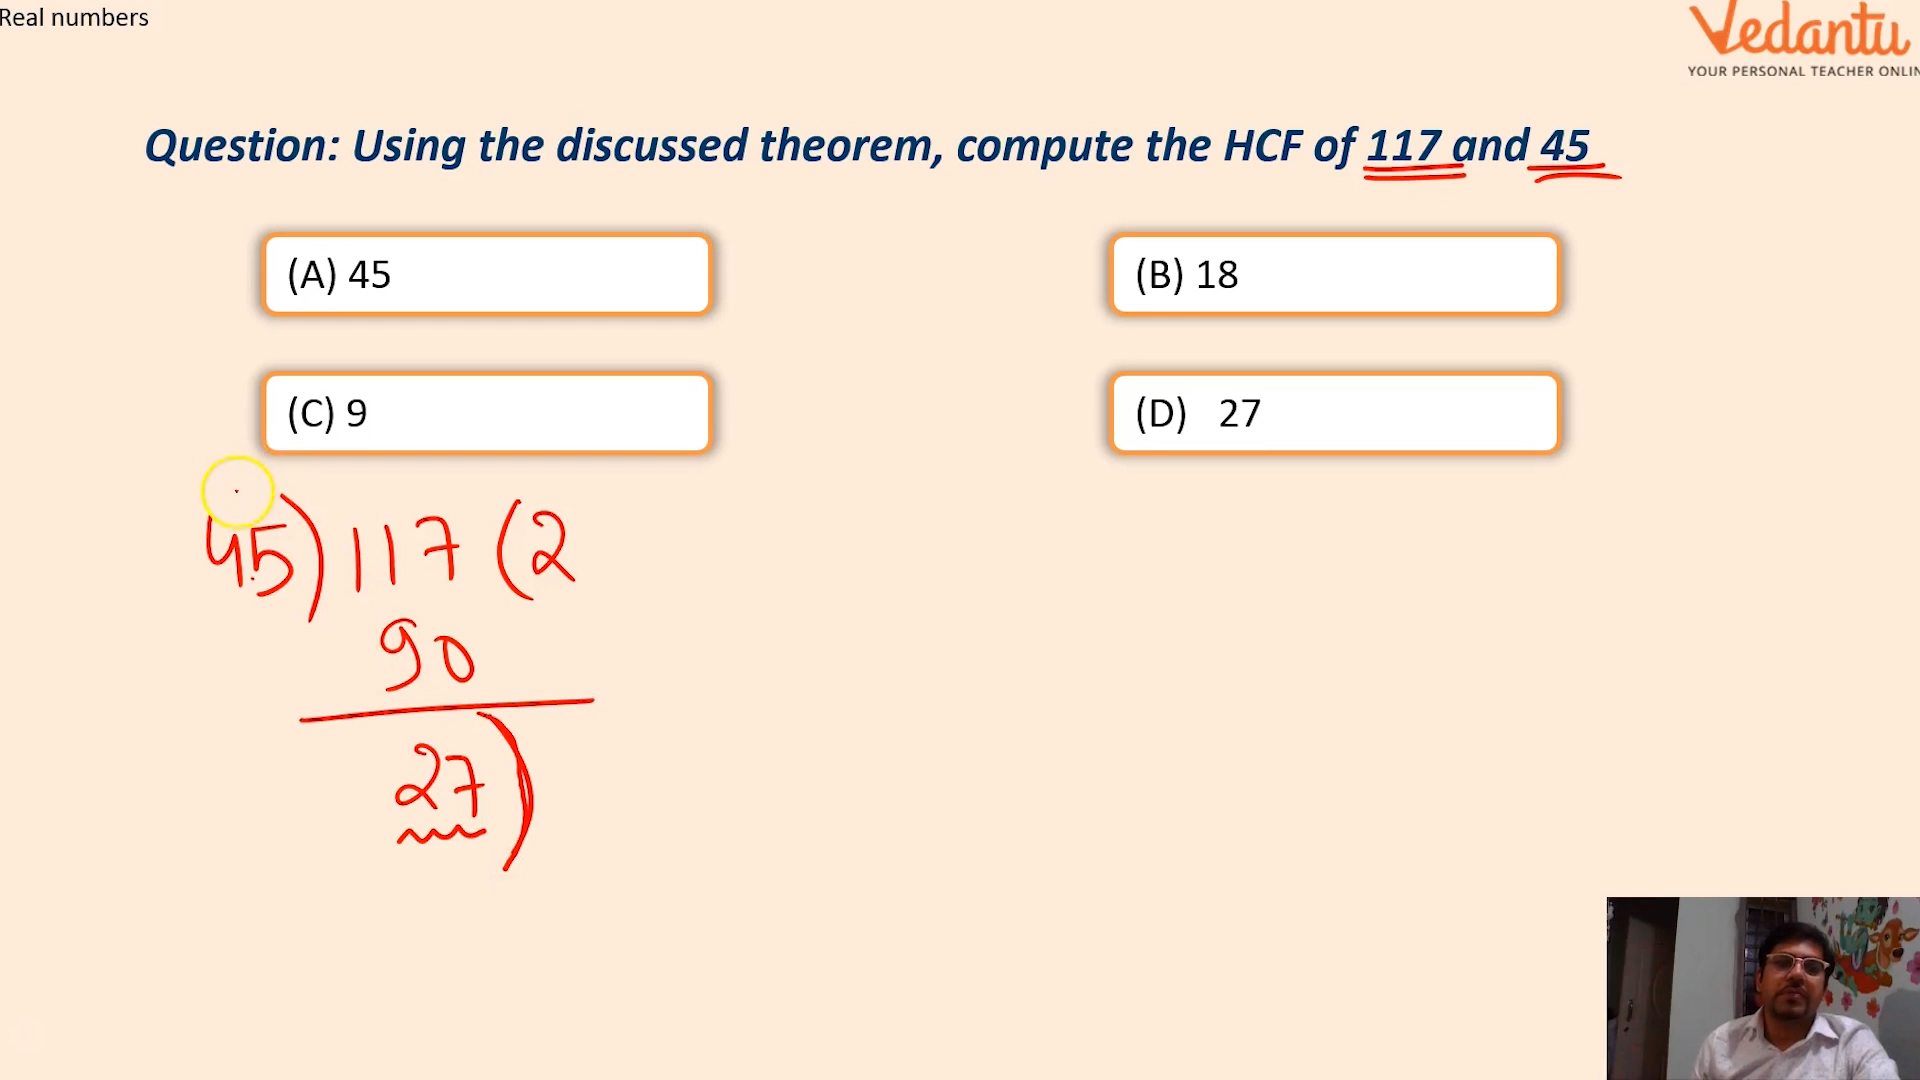 Real numbers
Vedantu
YOUR PERSONAL TEACHER ONLIN
Question: Using the discussed theorem, compute the HCF of 117 and 45
(A) 45
(B) 18
(C) 9
(D) 27
45) 117 (2
90
27)